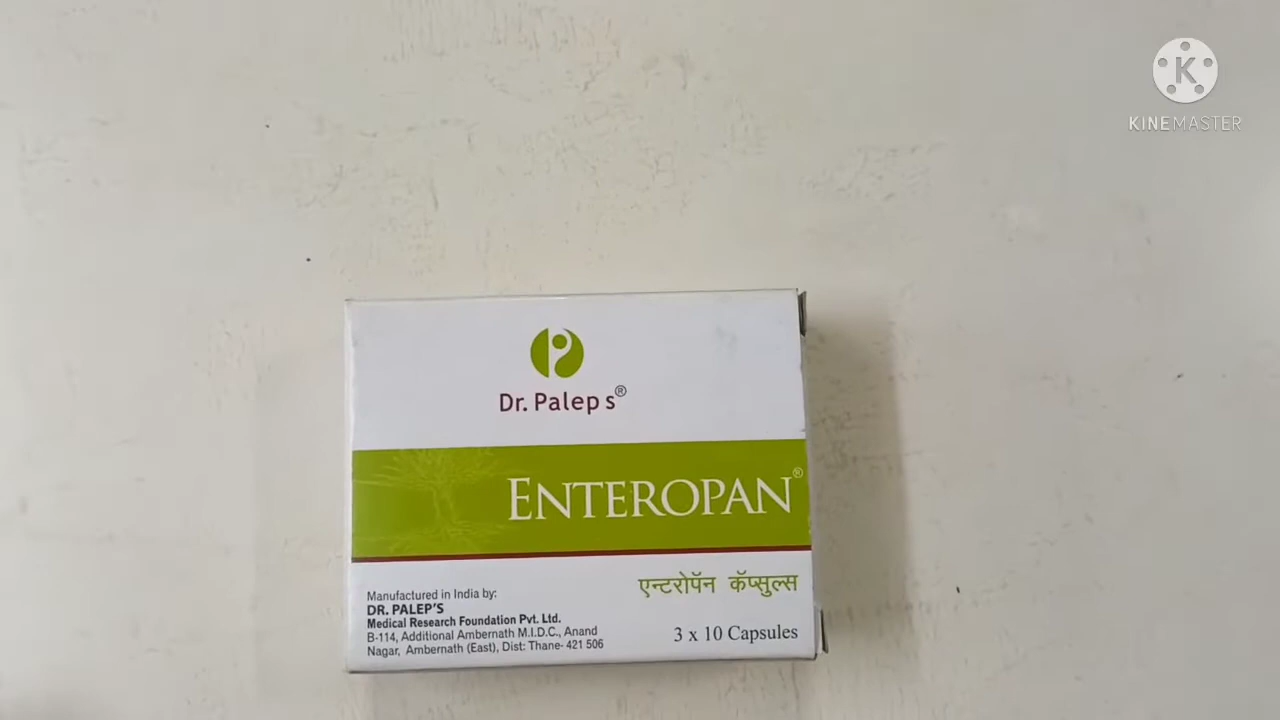 K
KINEMASTER
Dr. Palep s®
ENTEROPAN®
एन्टरोपॅन कॅप्सुल्स
3 x 10 Capsules
Manufactured in India by:
DR. PALEP'S
Medical Research Foundation Pvt. Ltd.
B-114, Additional Ambernath M.I.D.C., Anand
Nagar, Ambernath (East), Dist: Thane- 421 506